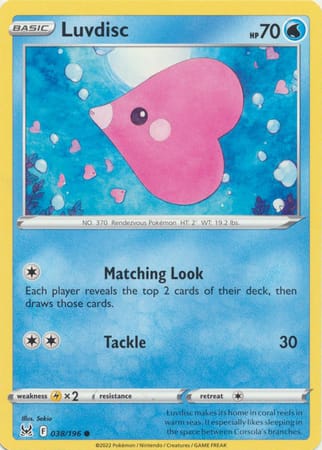 BASIC Luvdisc HP 70
NO. 370 Rendezvous Pokémon HT: 2' WT: 19.2 lbs.
Matching Look
Each player reveals the top 2 cards of their deck, then
draws those cards.
Tackle 30
weakness ×2 resistance retreat
Illus. Sekio
F 038/196
Luvdisc makes its home in coral reefs in
warm seas. It especially likes sleeping in
the space between Corsola's branches.
©2022 Pokémon / Nintendo / Creatures / GAME FREAK